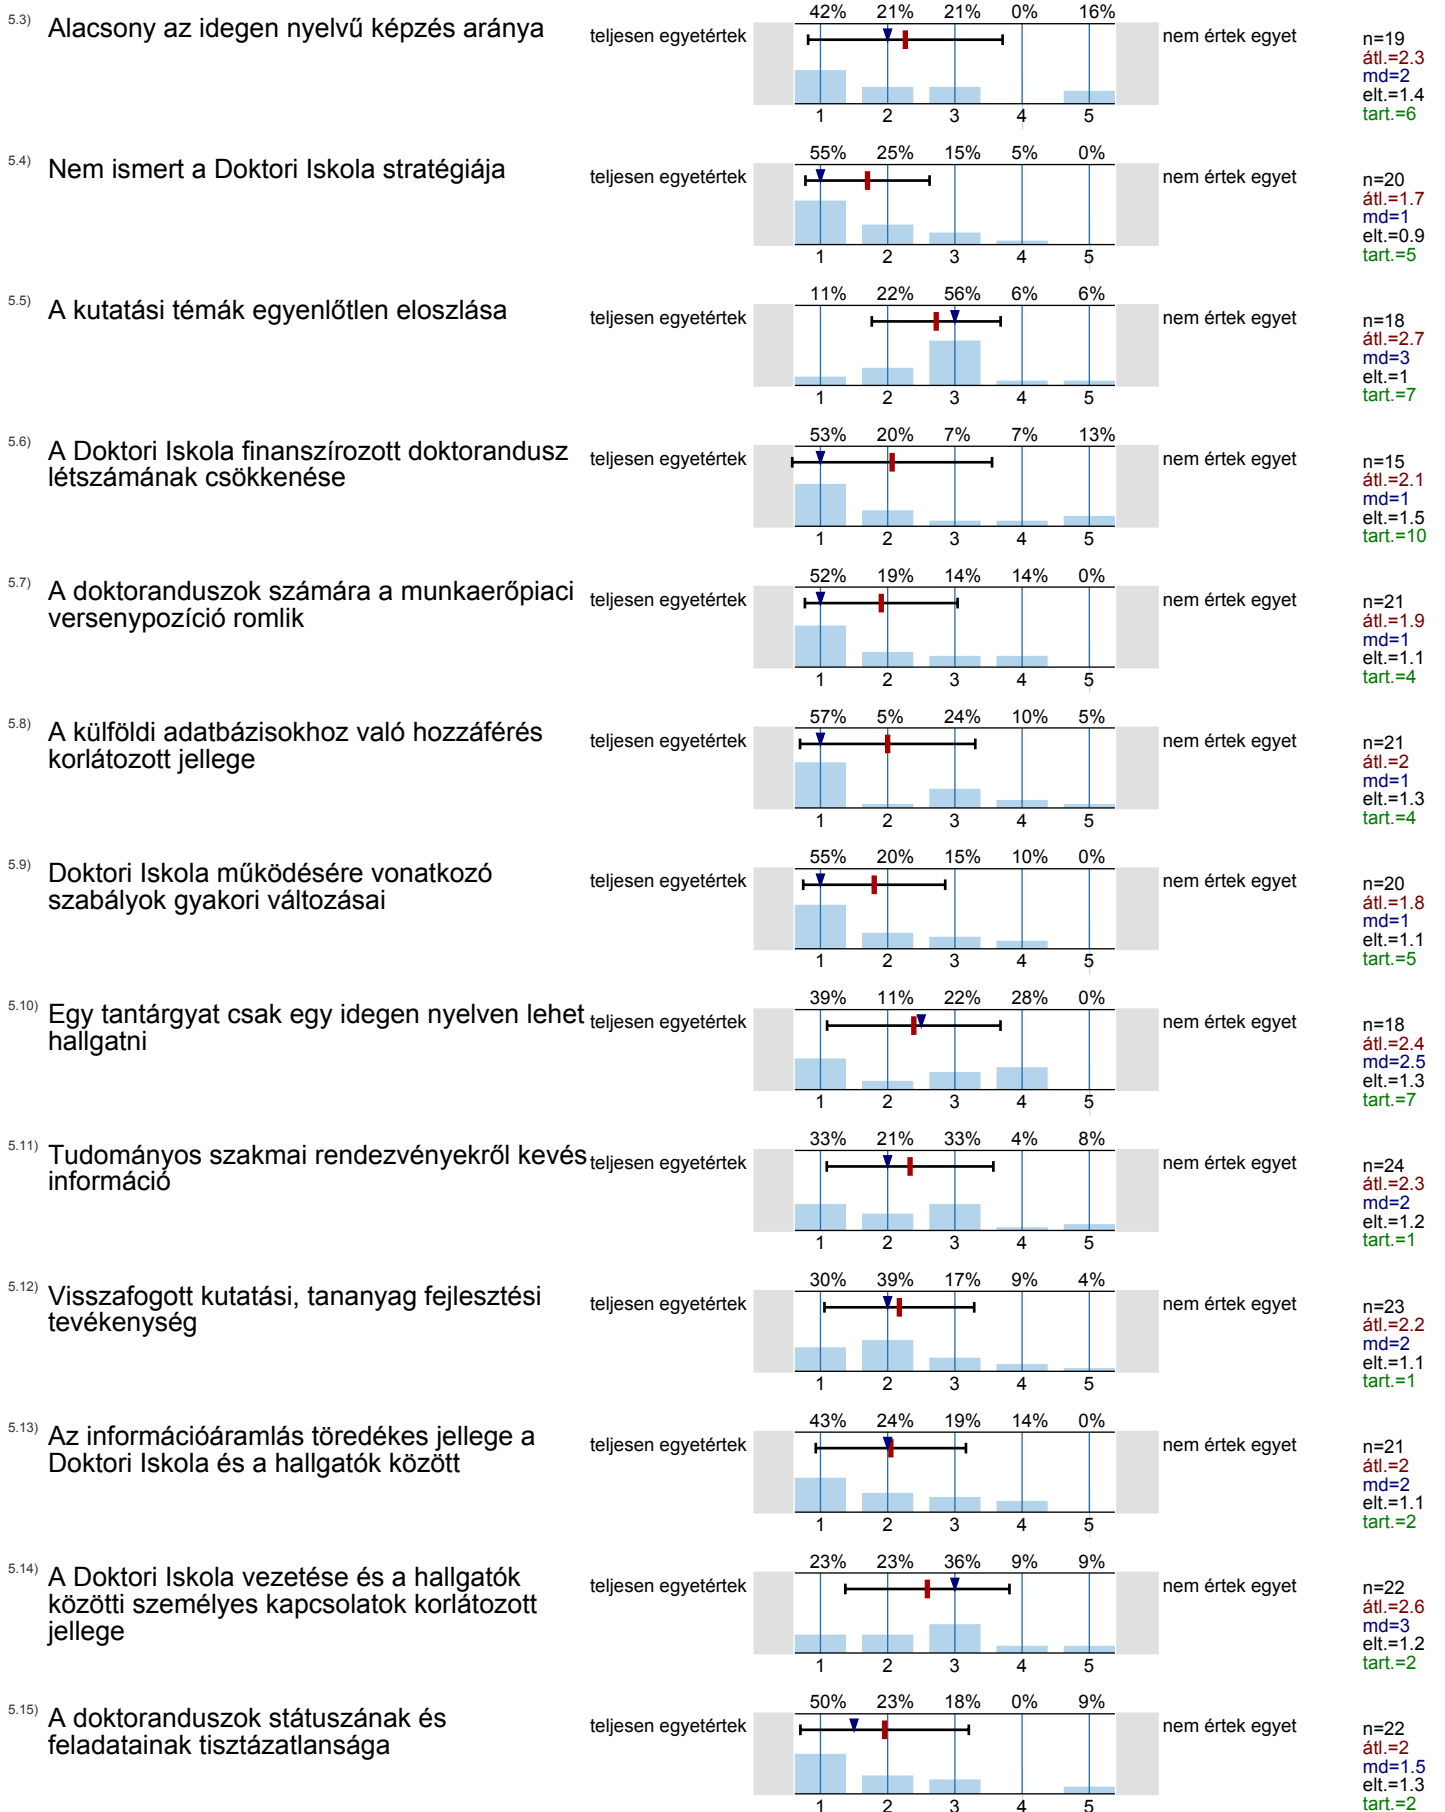 5.3) Alacsony az idegen nyelvű képzés aránya
teljesen egyetértek
42% 21% 21% 0% 16%
1 2 3 4 5
nem értek egyet
n=19
átl.=2.3
md=2
elt.=1.4
tart.=6
5.4) Nem ismert a Doktori Iskola stratégiája
teljesen egyetértek
55% 25% 15% 5% 0%
1 2 3 4 5
nem értek egyet
n=20
átl.=1.7
md=1
elt.=0.9
tart.=5
5.5) A kutatási témák egyenlőtlen eloszlása
teljesen egyetértek
11% 22% 56% 6% 6%
1 2 3 4 5
nem értek egyet
n=18
átl.=2.7
md=3
elt.=1
tart.=7
5.6) A Doktori Iskola finanszírozott doktorandusz
létszámának csökkenése
teljesen egyetértek
53% 20% 7% 7% 13%
1 2 3 4 5
nem értek egyet
n=15
átl.=2.1
md=1
elt.=1.5
tart.=10
5.7) A doktoranduszok számára a munkaerőpiaci
versenypozíció romlik
teljesen egyetértek
52% 19% 14% 14% 0%
1 2 3 4 5
nem értek egyet
n=21
átl.=1.9
md=1
elt.=1.1
tart.=4
5.8) A külföldi adatbázisokhoz való hozzáférés
korlátozott jellege
teljesen egyetértek
57% 5% 24% 10% 5%
1 2 3 4 5
nem értek egyet
n=21
átl.=2
md=1
elt.=1.3
tart.=4
5.9) Doktori Iskola működésére vonatkozó
szabályok gyakori változásai
teljesen egyetértek
55% 20% 15% 10% 0%
1 2 3 4 5
nem értek egyet
n=20
átl.=1.8
md=1
elt.=1.1
tart.=5
5.10) Egy tantárgyat csak egy idegen nyelven lehet
hallgatni
teljesen egyetértek
39% 11% 22% 28% 0%
1 2 3 4 5
nem értek egyet
n=18
átl.=2.4
md=2.5
elt.=1.3
tart.=7
5.11) Tudományos szakmai rendezvényekről kevés
információ
teljesen egyetértek
33% 21% 33% 4% 8%
1 2 3 4 5
nem értek egyet
n=24
átl.=2.3
md=2
elt.=1.2
tart.=1
5.12) Visszafogott kutatási, tananyag fejlesztési
tevékenység
teljesen egyetértek
30% 39% 17% 9% 4%
1 2 3 4 5
nem értek egyet
n=23
átl.=2.2
md=2
elt.=1.1
tart.=1
5.13) Az információáramlás töredékes jellege a
Doktori Iskola és a hallgatók között
teljesen egyetértek
43% 24% 19% 14% 0%
1 2 3 4 5
nem értek egyet
n=21
átl.=2
md=2
elt.=1.1
tart.=2
5.14) A Doktori Iskola vezetése és a hallgatók
közötti személyes kapcsolatok korlátozott
jellege
teljesen egyetértek
23% 23% 36% 9% 9%
1 2 3 4 5
nem értek egyet
n=22
átl.=2.6
md=3
elt.=1.2
tart.=2
5.15) A doktoranduszok státuszának és
feladatainak tisztázatlansága
teljesen egyetértek
50% 23% 18% 0% 9%
1 2 3 4 5
nem értek egyet
n=22
átl.=2
md=1.5
elt.=1.3
tart.=2